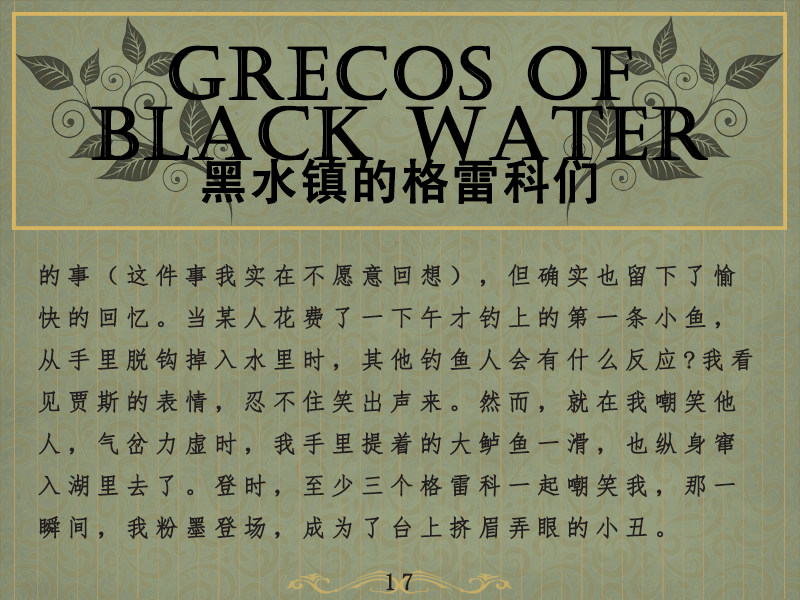 GRECOS OF
BLACK WATER
黑水镇的格雷科们
的事（这件事我实在不愿意回想），但确实也留下了愉
快的回忆。当某人花费了一下午才钓上的第一条小鱼，
从手里脱钩掉入水里时，其他钓鱼人会有什么反应?我看
见贾斯的表情，忍不住笑出声来。然而，就在我嘲笑他
人，气岔力虚时，我手里提着的大鲈鱼一滑，也纵身窜
入湖里去了。登时，至少三个格雷科一起嘲笑我，那一
瞬间，我粉墨登场，成为了台上挤眉弄眼的小丑。
17